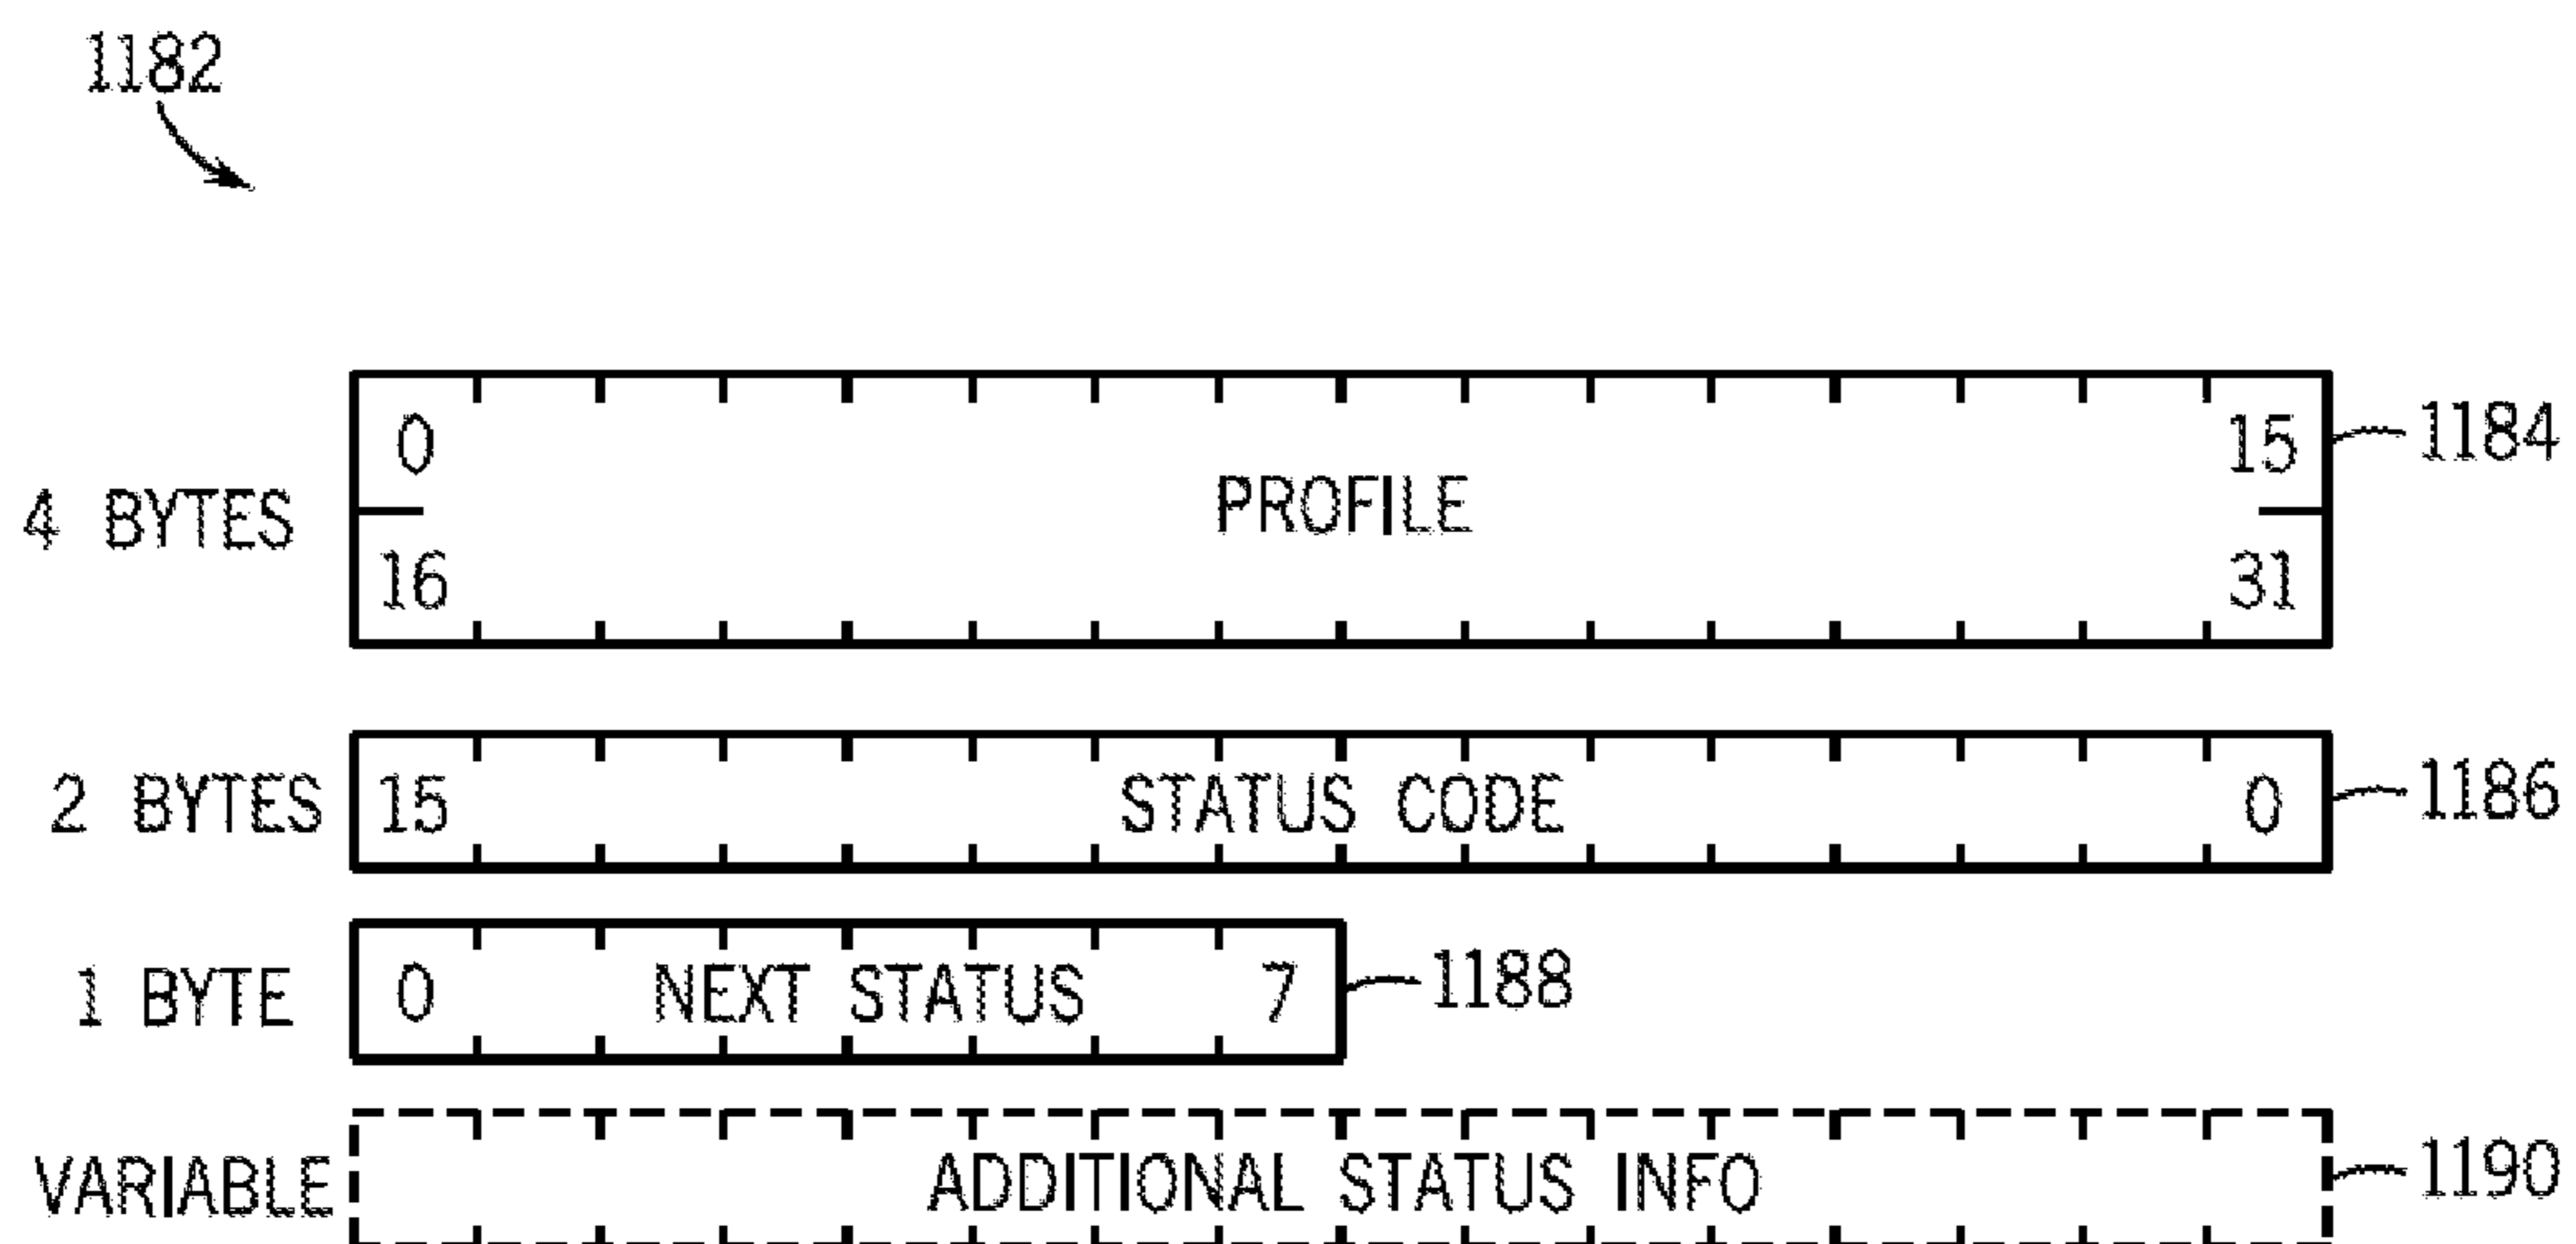 1182
0 15 1184
4 BYTES PROFILE
16 31
2 BYTES 15 STATUS CODE 0 1186
1 BYTE 0 NEXT STATUS 7 1188
VARIABLE ADDITIONAL STATUS INFO 1190